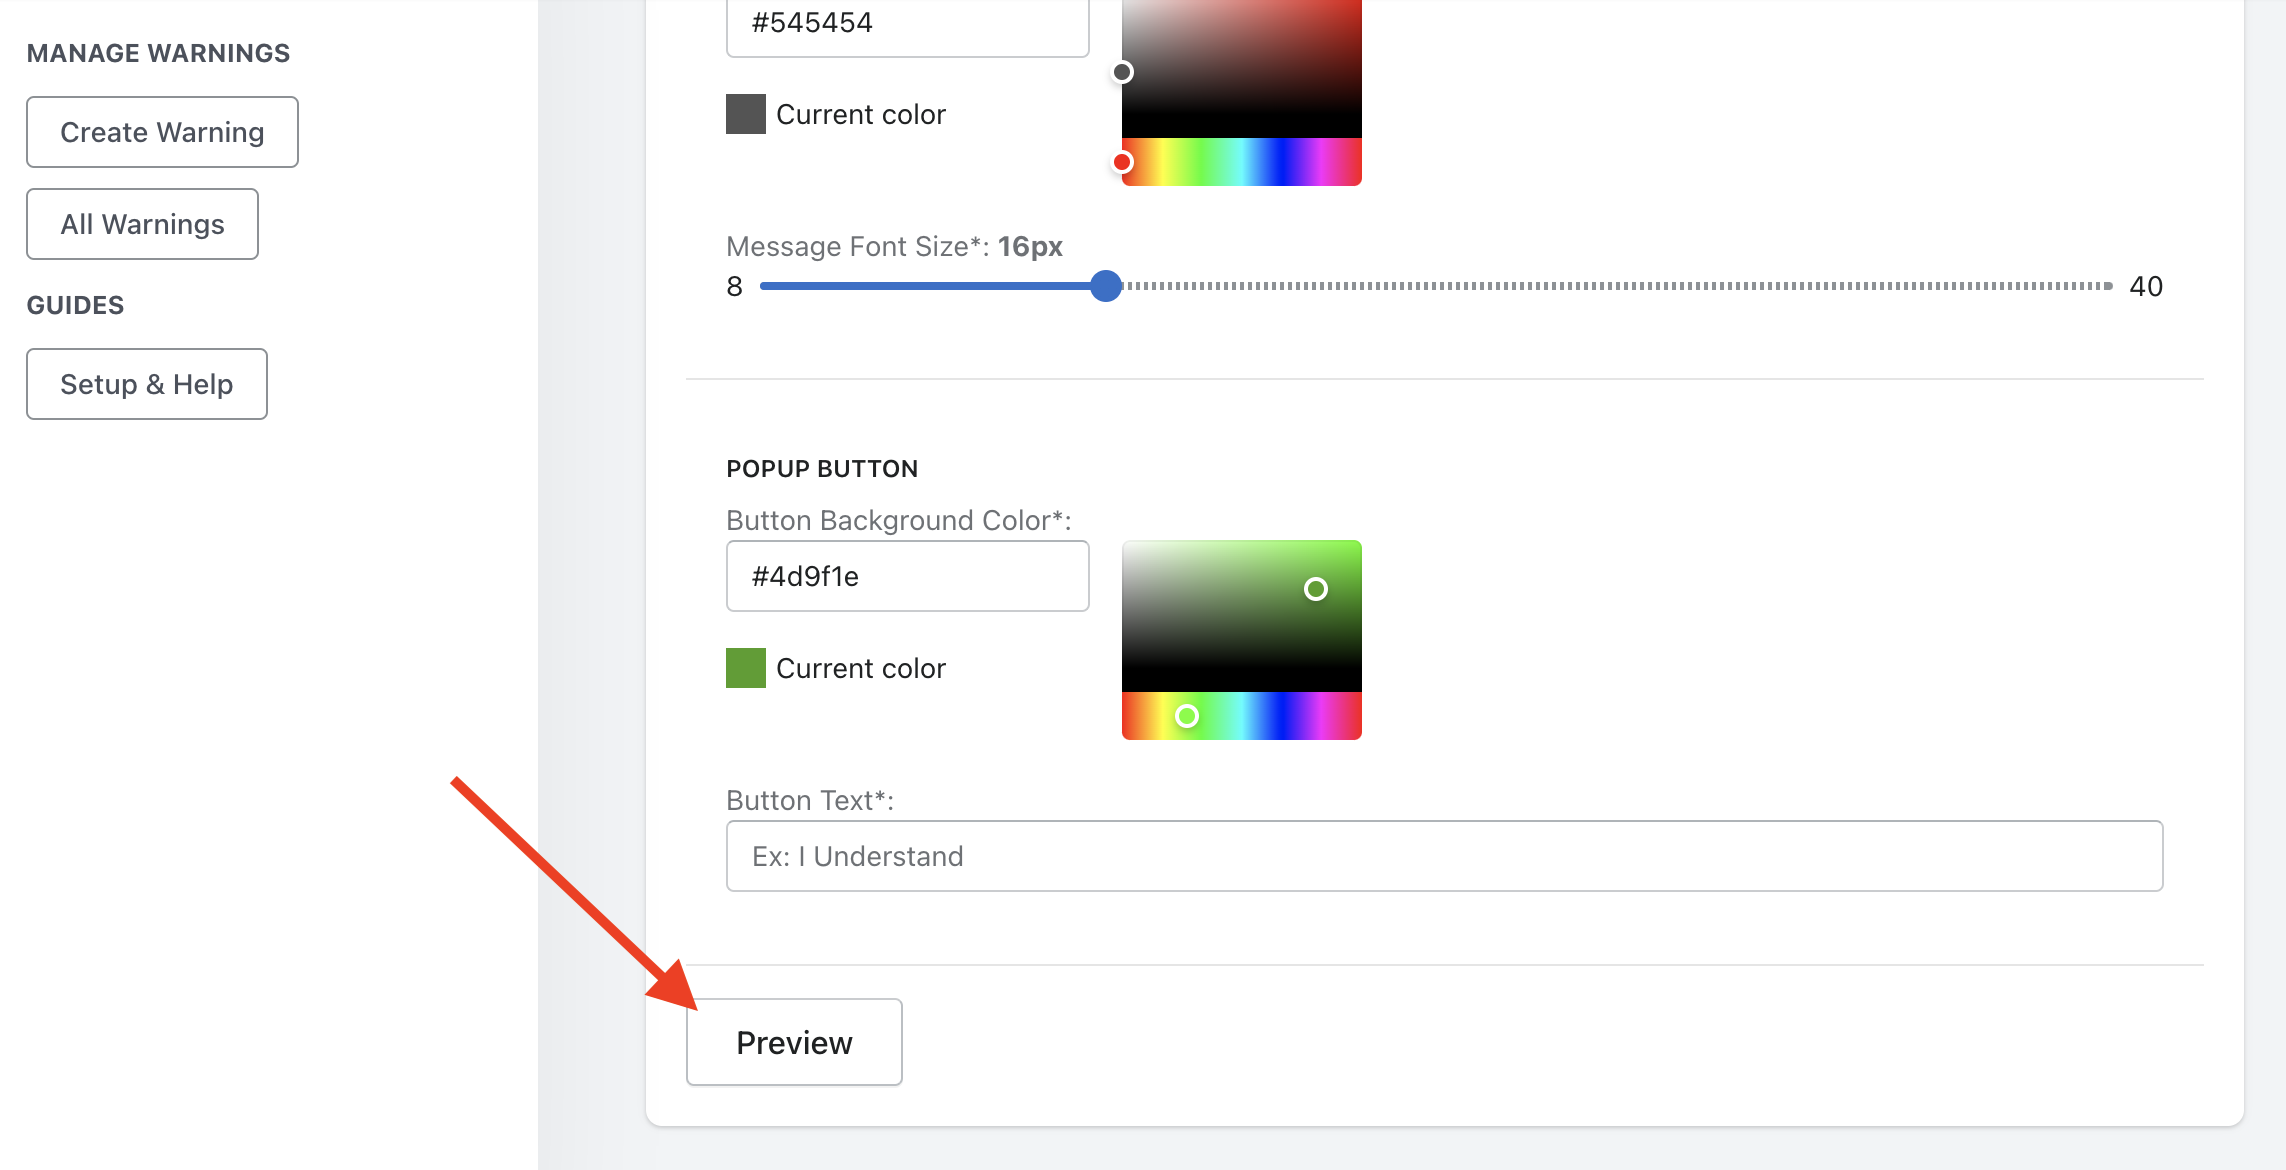 MANAGE WARNINGS
Create Warning
All Warnings
GUIDES
Setup & Help
#545454
Current color
Message Font Size*: 16px
8 40
POPUP BUTTON
Button Background Color*:
#4d9f1e
Current color
Button Text*:
Ex: I Understand
Preview